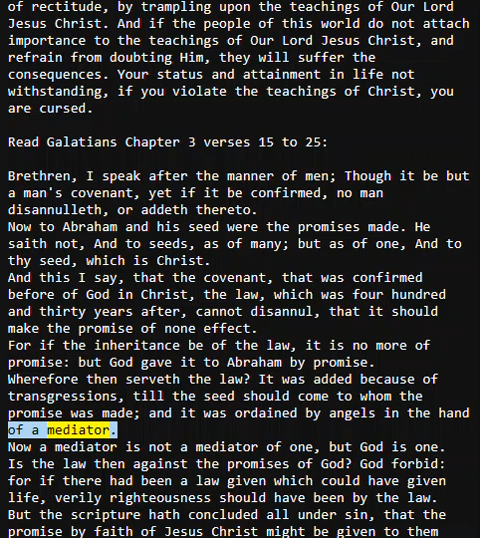 of rectitude, by trampling upon the teachings of Our Lord
Jesus Christ. And if the people of this world do not attach
importance to the teachings of Our Lord Jesus Christ, and
refrain from doubting Him, they will suffer the
consequences. Your status and attainment in life not
withstanding, if you violate the teachings of Christ, you
are cursed.
Read Galatians Chapter 3 verses 15 to 25:
Brethren, I speak after the manner of men; Though it be but
a man's covenant, yet if it be confirmed, no man
disannulleth, or addeth thereto.
Now to Abraham and his seed were the promises made. He
saith not, And to seeds, as of many; but as of one, And to
thy seed, which is Christ.
And this I say, that the covenant, that was confirmed
before of God in Christ, the law, which was four hundred
and thirty years after, cannot disannul, that it should
make the promise of none effect.
For if the inheritance be of the law, it is no more of
promise: but God gave it to Abraham by promise.
Wherefore then serveth the law? It was added because of
transgressions, till the seed should come to whom the
promise was made; and it was ordained by angels in the hand
of a mediator.
Now a mediator is not a mediator of one, but God is one.
Is the law then against the promises of God? God forbid:
for if there had been a law given which could have given
life, verily righteousness should have been by the law.
But the scripture hath concluded all under sin, that the
promise by faith of Jesus Christ might be given to them